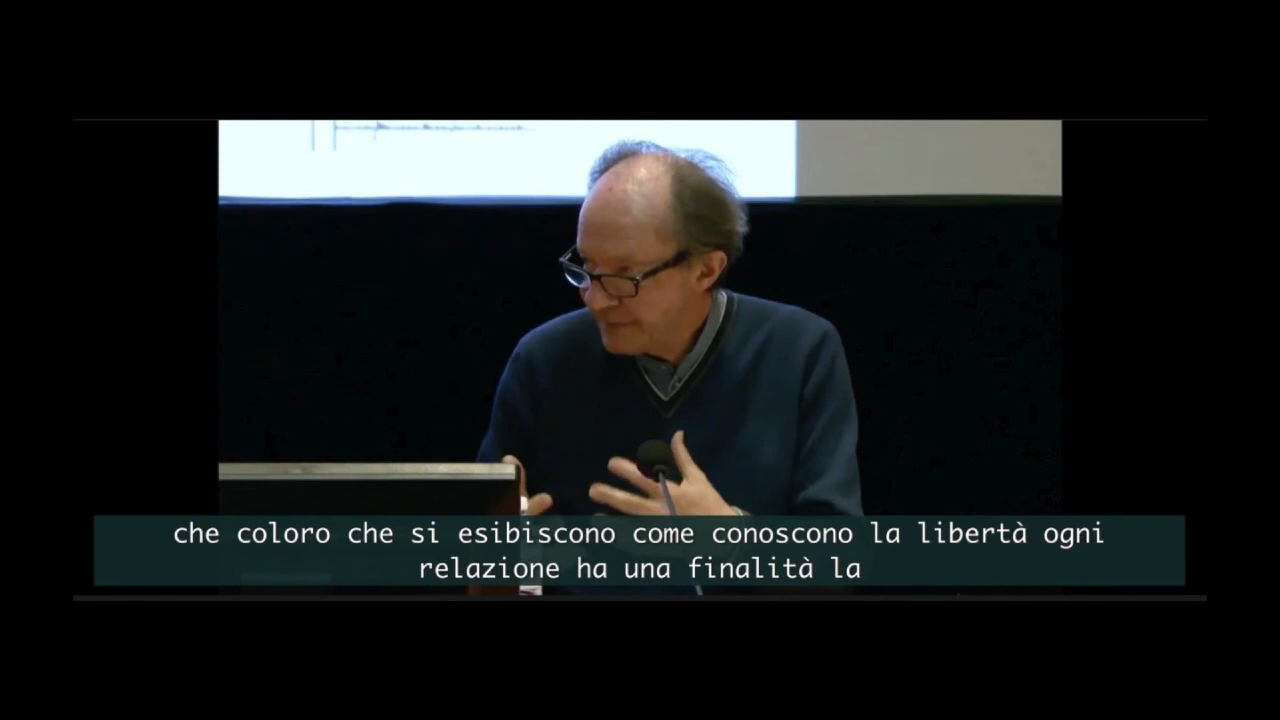 che coloro che si esibiscono come conoscono la libertà ogni
relazione ha una finalità la